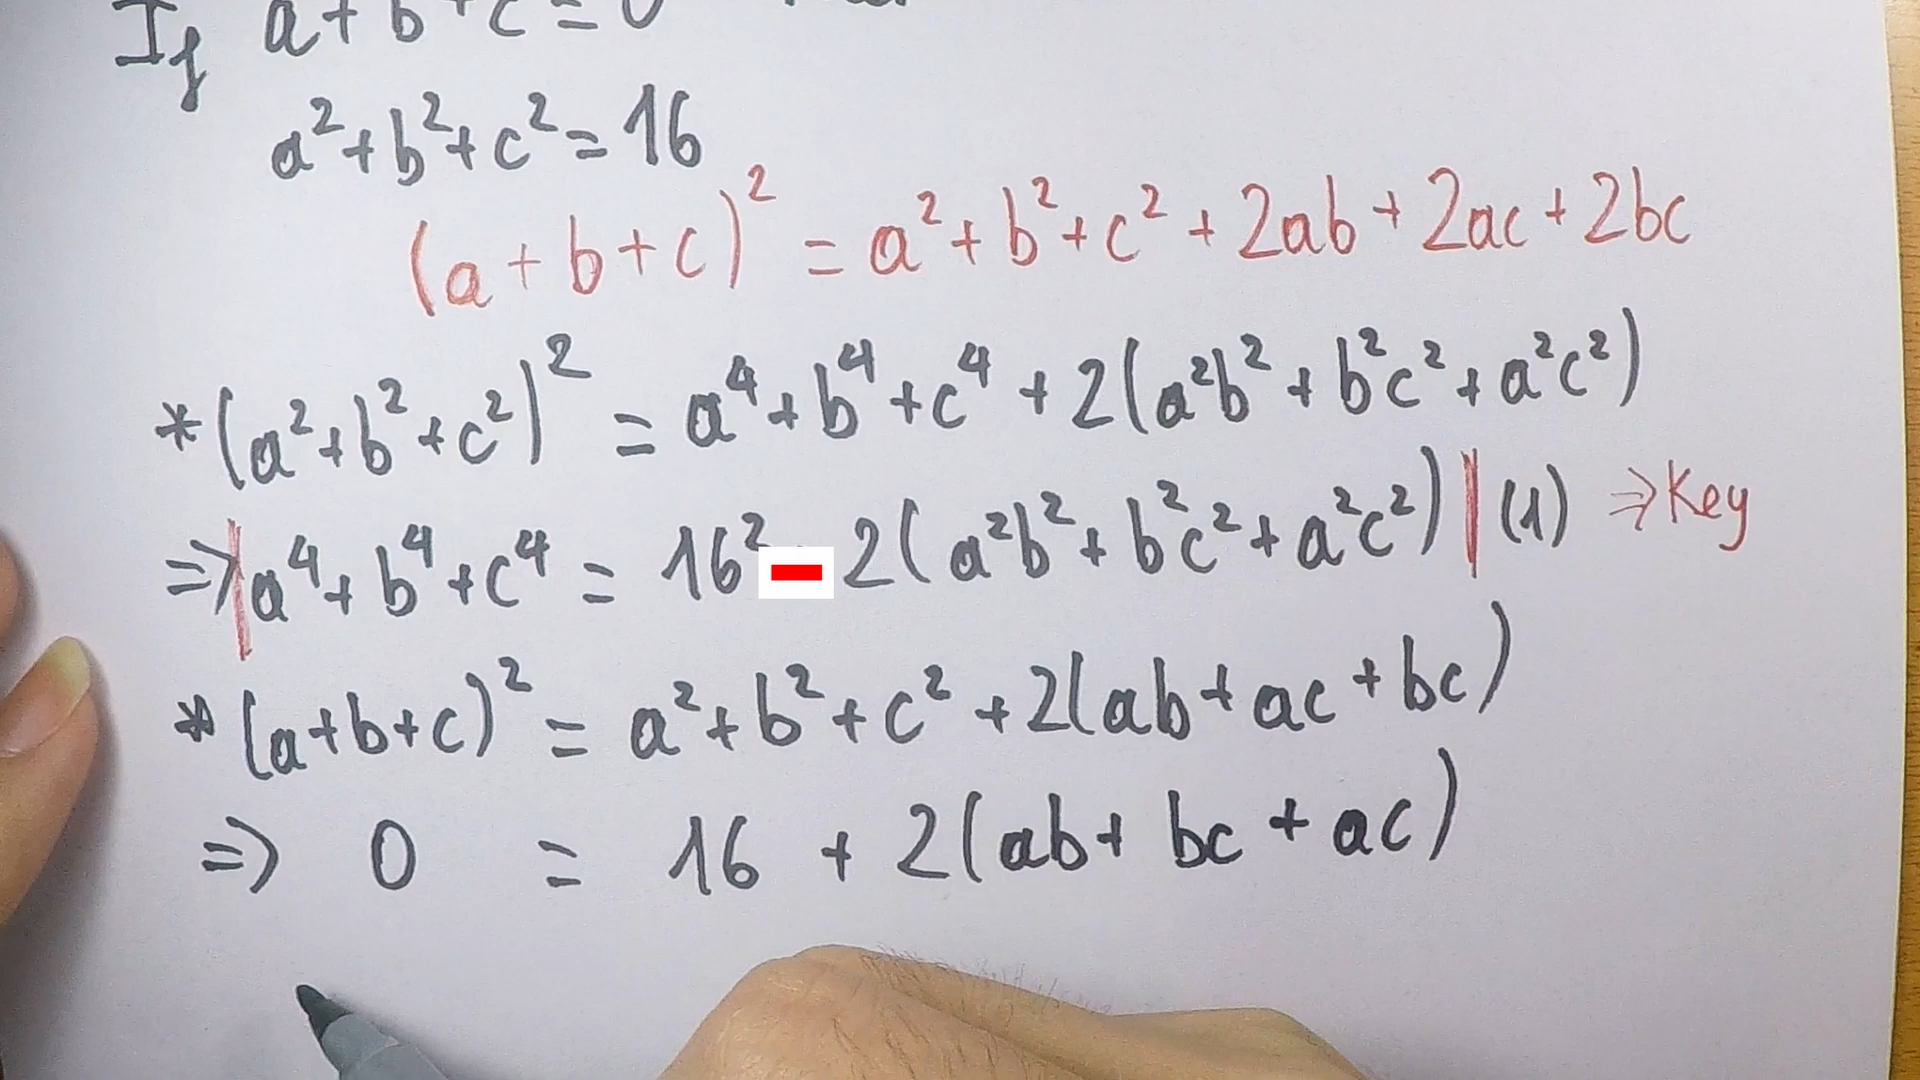 If a + b + c = 0
a² + b² + c² = 16
(a + b + c)² = a² + b² + c² + 2ab + 2ac + 2bc
* (a² + b² + c²)² = a⁴ + b⁴ + c⁴ + 2(a²b² + b²c² + a²c²)
=> | a⁴ + b⁴ + c⁴ = 16² - 2(a²b² + b²c² + a²c²) | (1) => Key
* (a + b + c)² = a² + b² + c² + 2(ab + ac + bc)
=> 0 = 16 + 2(ab + bc + ac)